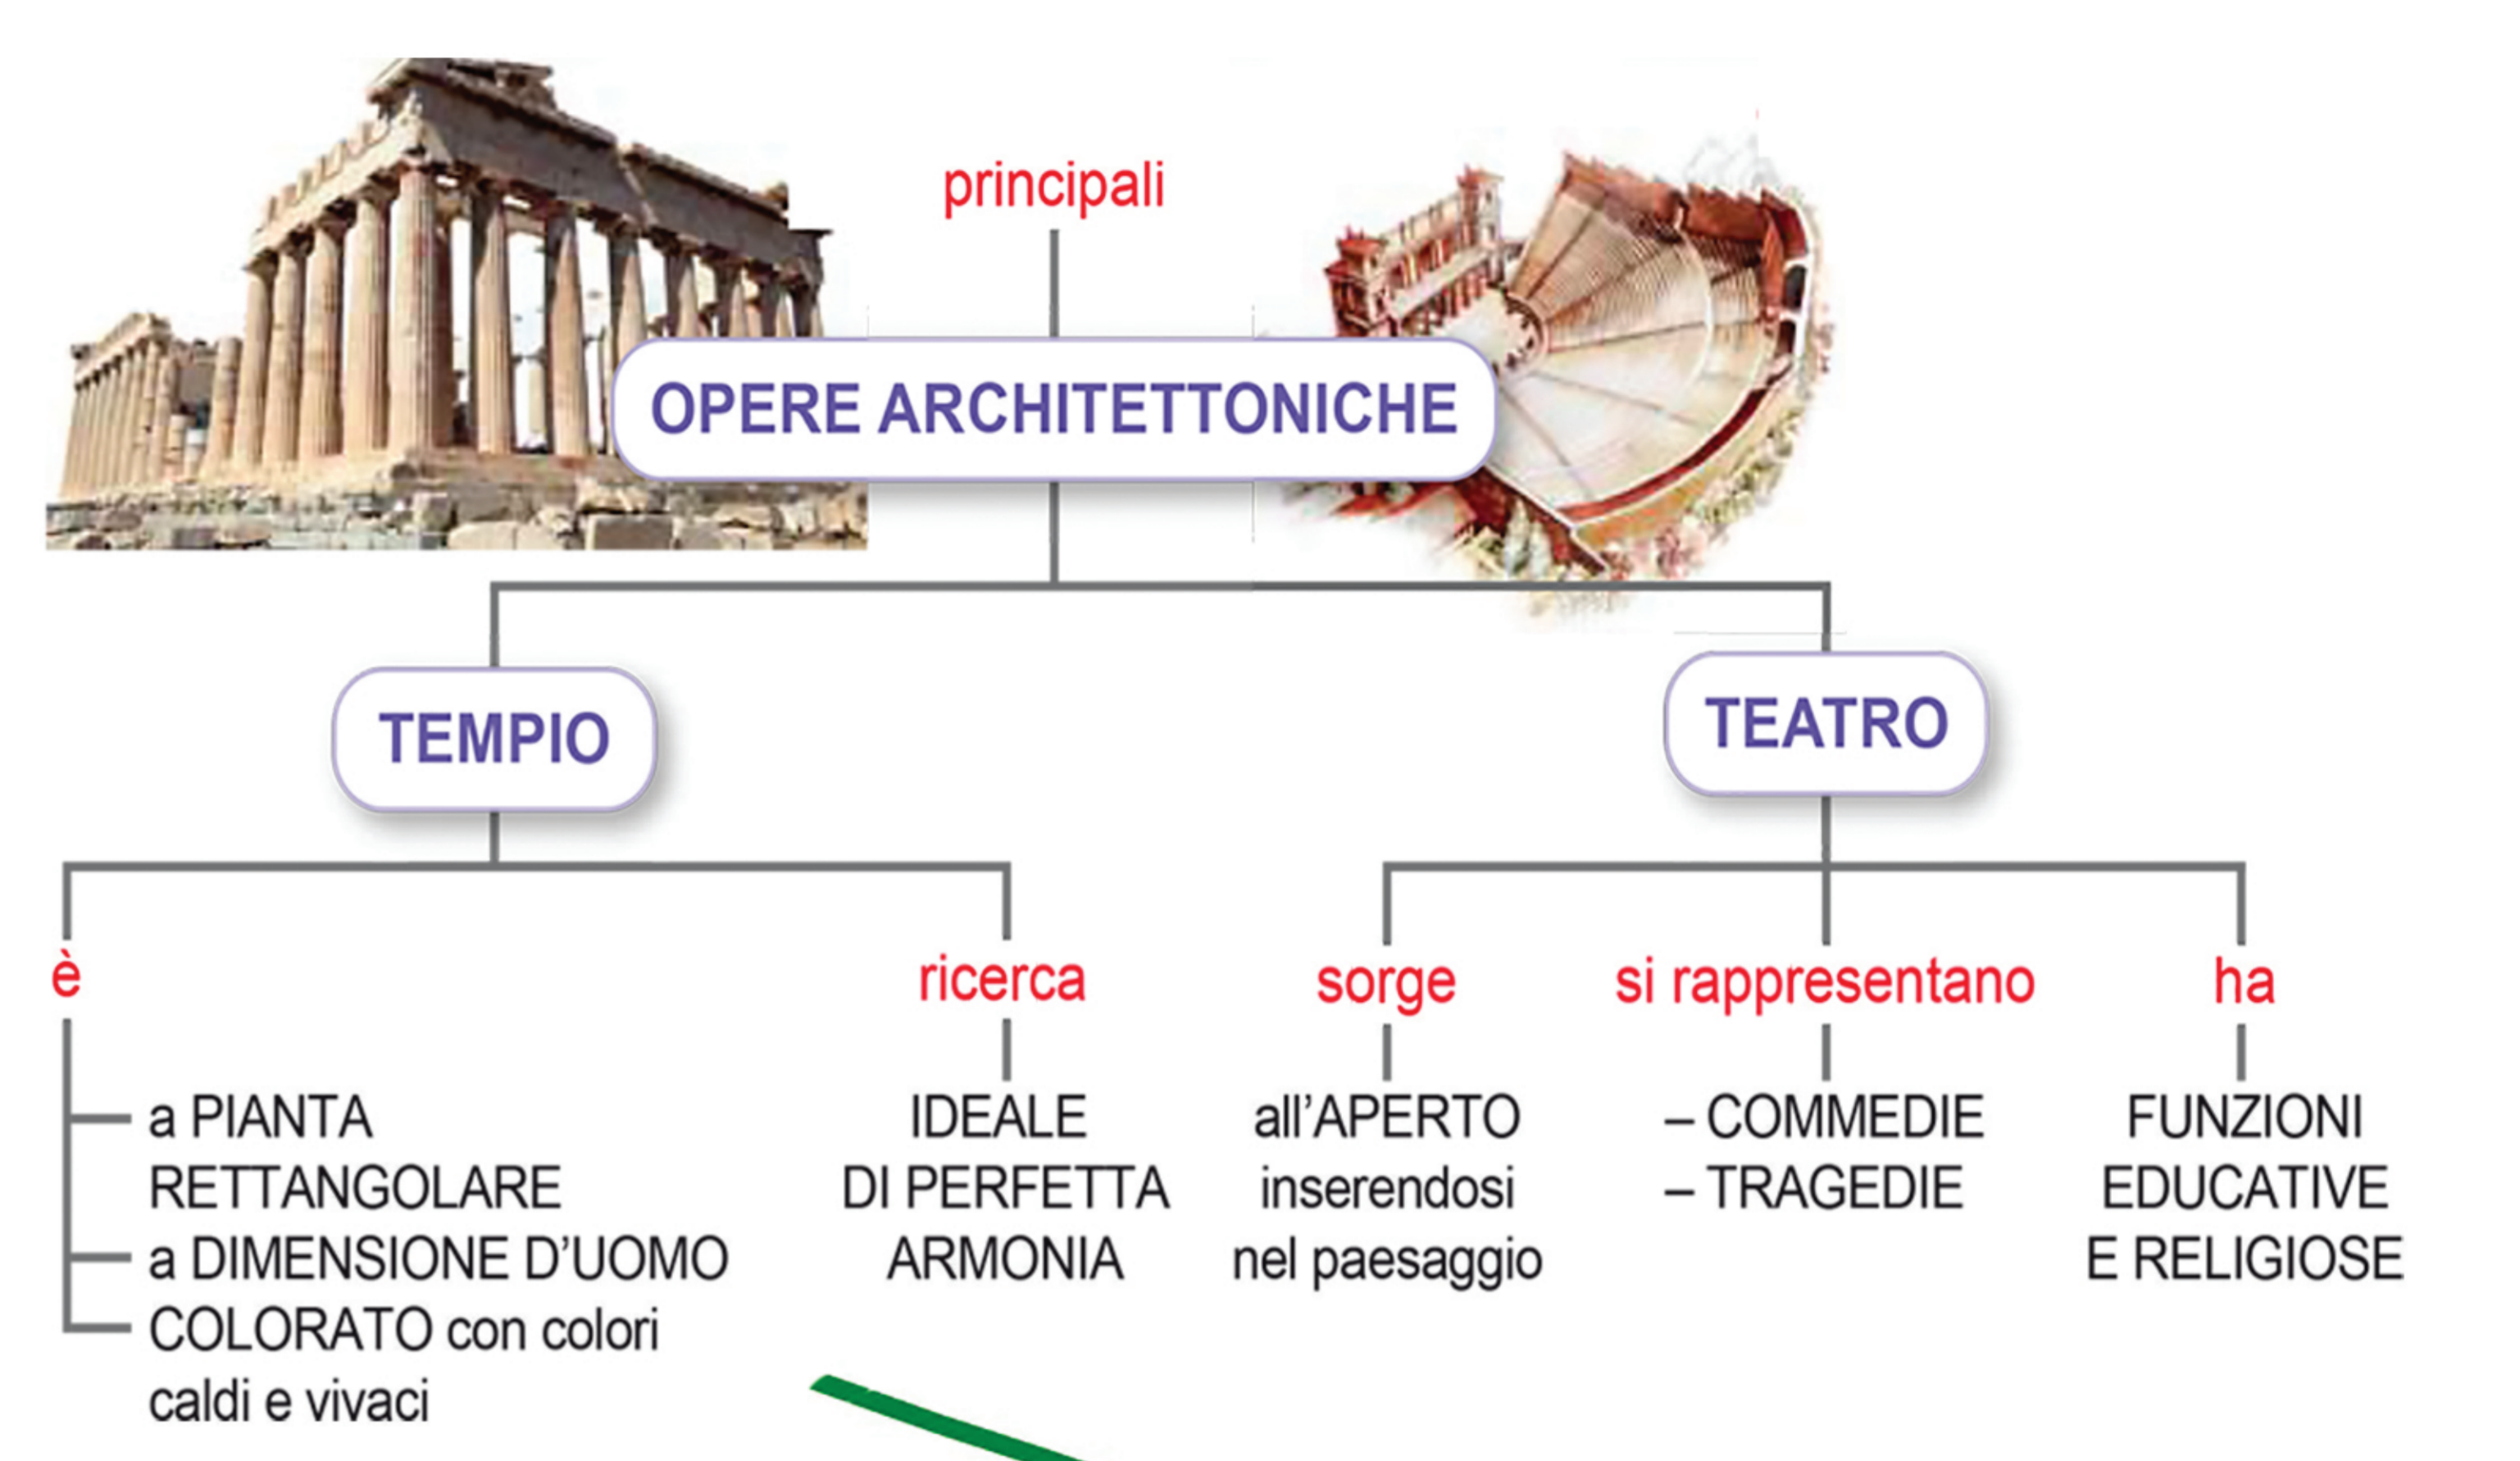 principali
OPERE ARCHITETTONICHE
TEMPIO
TEATRO
è
ricerca
sorge
si rappresentano
ha
a PIANTA
RETTANGOLARE
a DIMENSIONE D'UOMO
COLORATO con colori
caldi e vivaci
IDEALE
DI PERFETTA
ARMONIA
all'APERTO
inserendosi
nel paesaggio
– COMMEDIE
– TRAGEDIE
FUNZIONI
EDUCATIVE
E RELIGIOSE